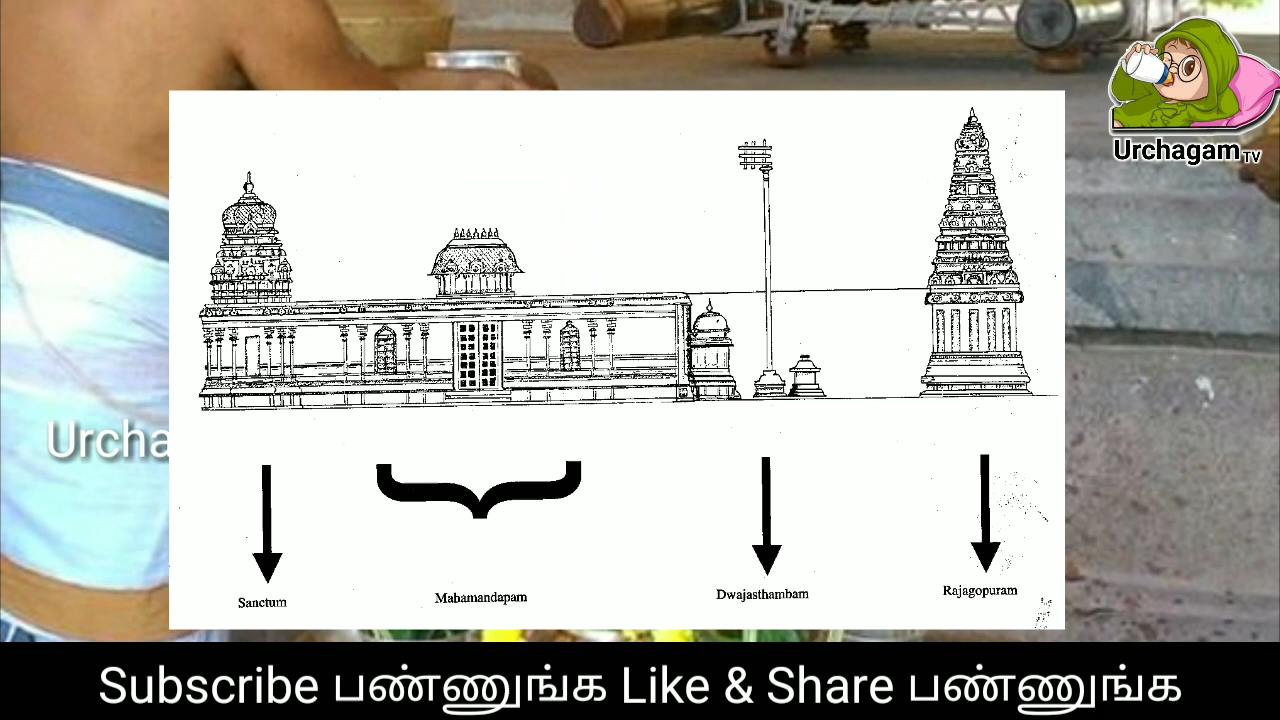 Urchagam TV
Urcha
Sanctum
Mahamandapam
Dwajasthambam
Rajagopuram
Subscribe பண்ணுங்க Like & Share பண்ணுங்க